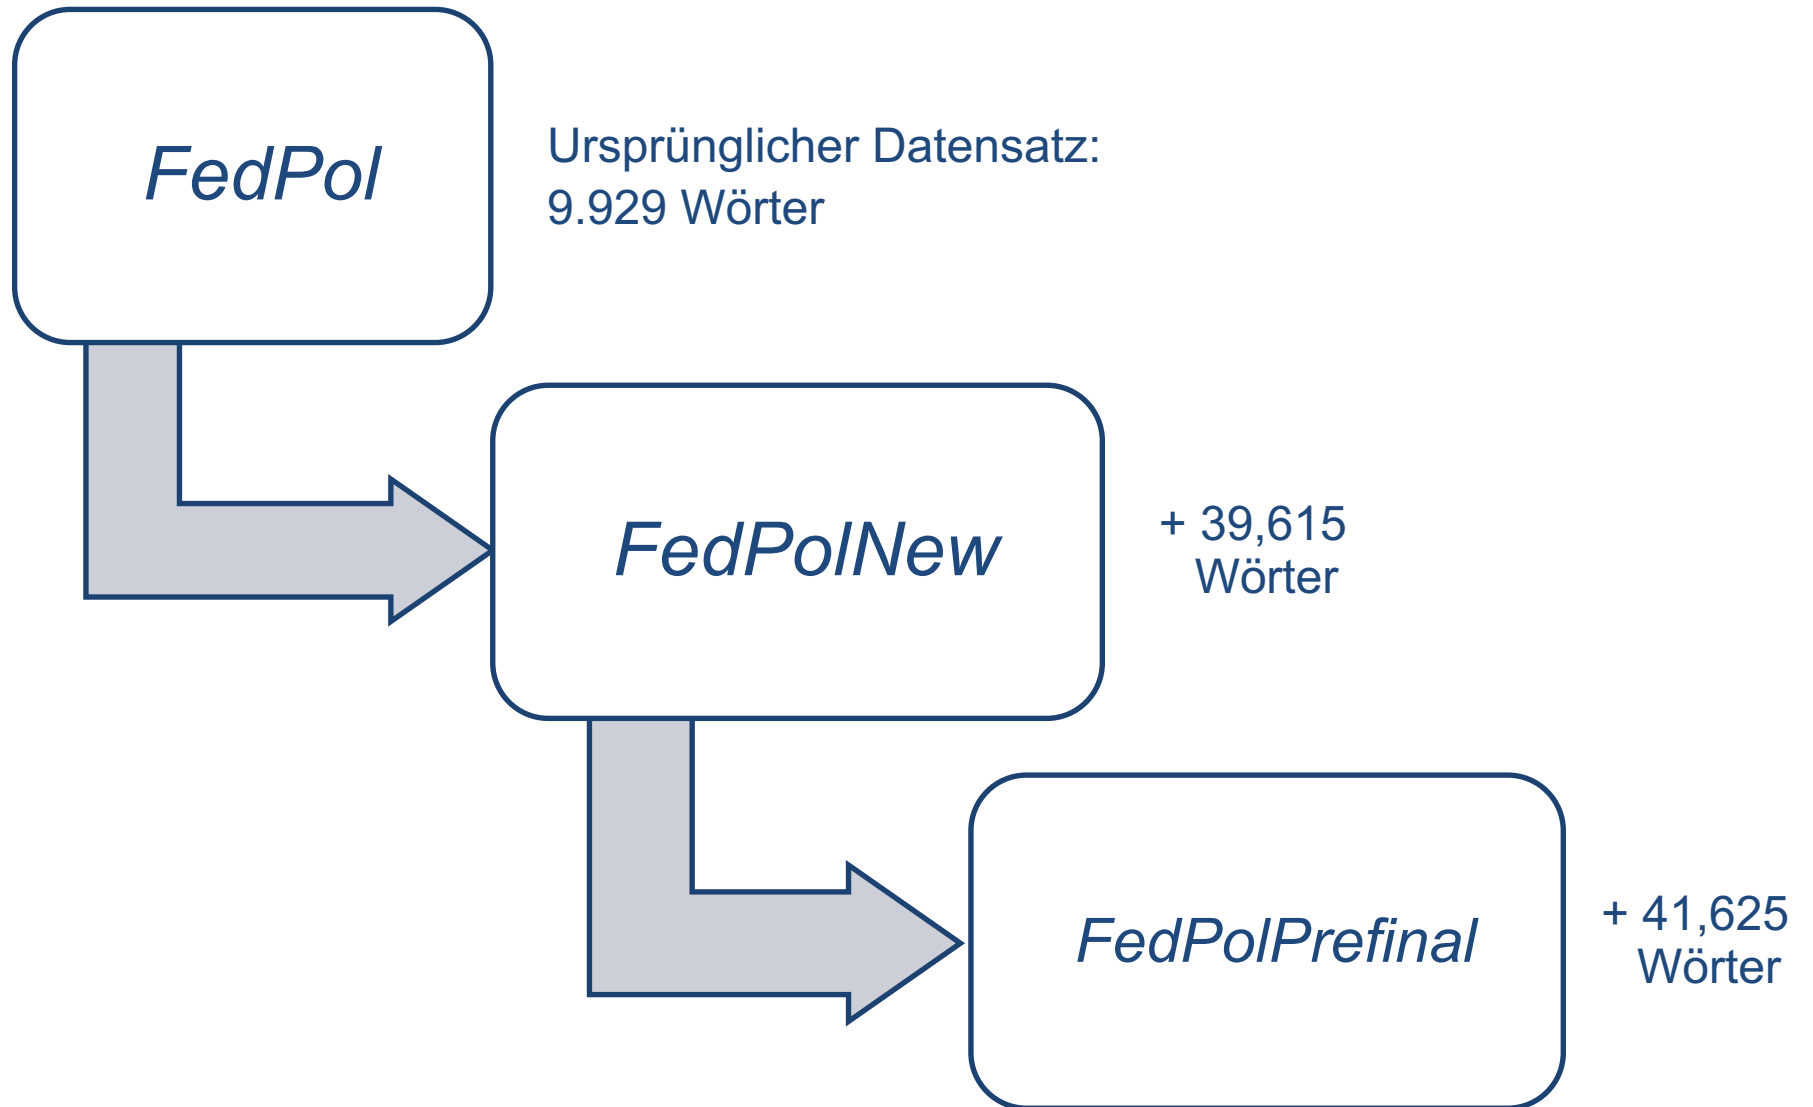 FedPol
Ursprünglicher Datensatz:
9.929 Wörter
FedPolNew
+ 39,615
Wörter
FedPolPrefinal
+ 41,625
Wörter